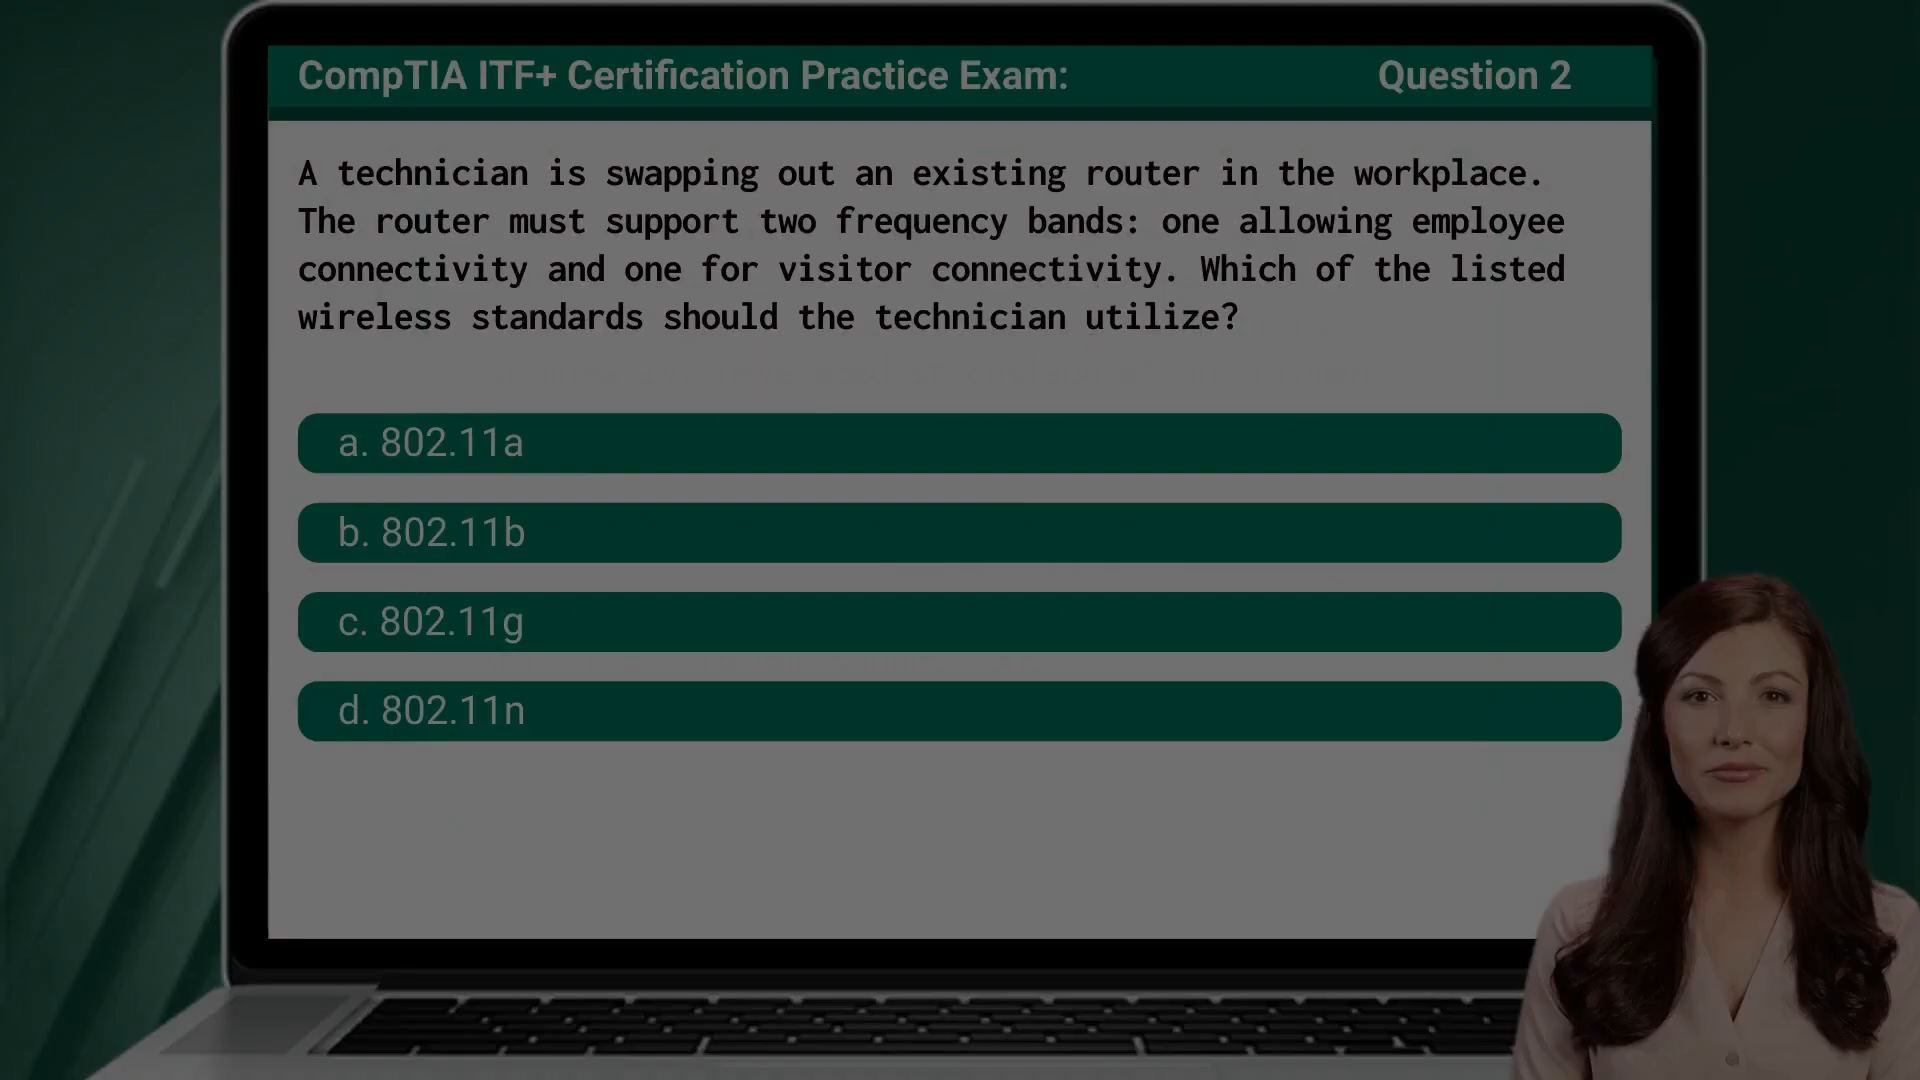 CompTIA ITF+ Certification Practice Exam:
Question 2
A technician is swapping out an existing router in the workplace.
The router must support two frequency bands: one allowing employee
connectivity and one for visitor connectivity. Which of the listed
wireless standards should the technician utilize?
a. 802.11a
b. 802.11b
c. 802.11g
d. 802.11n